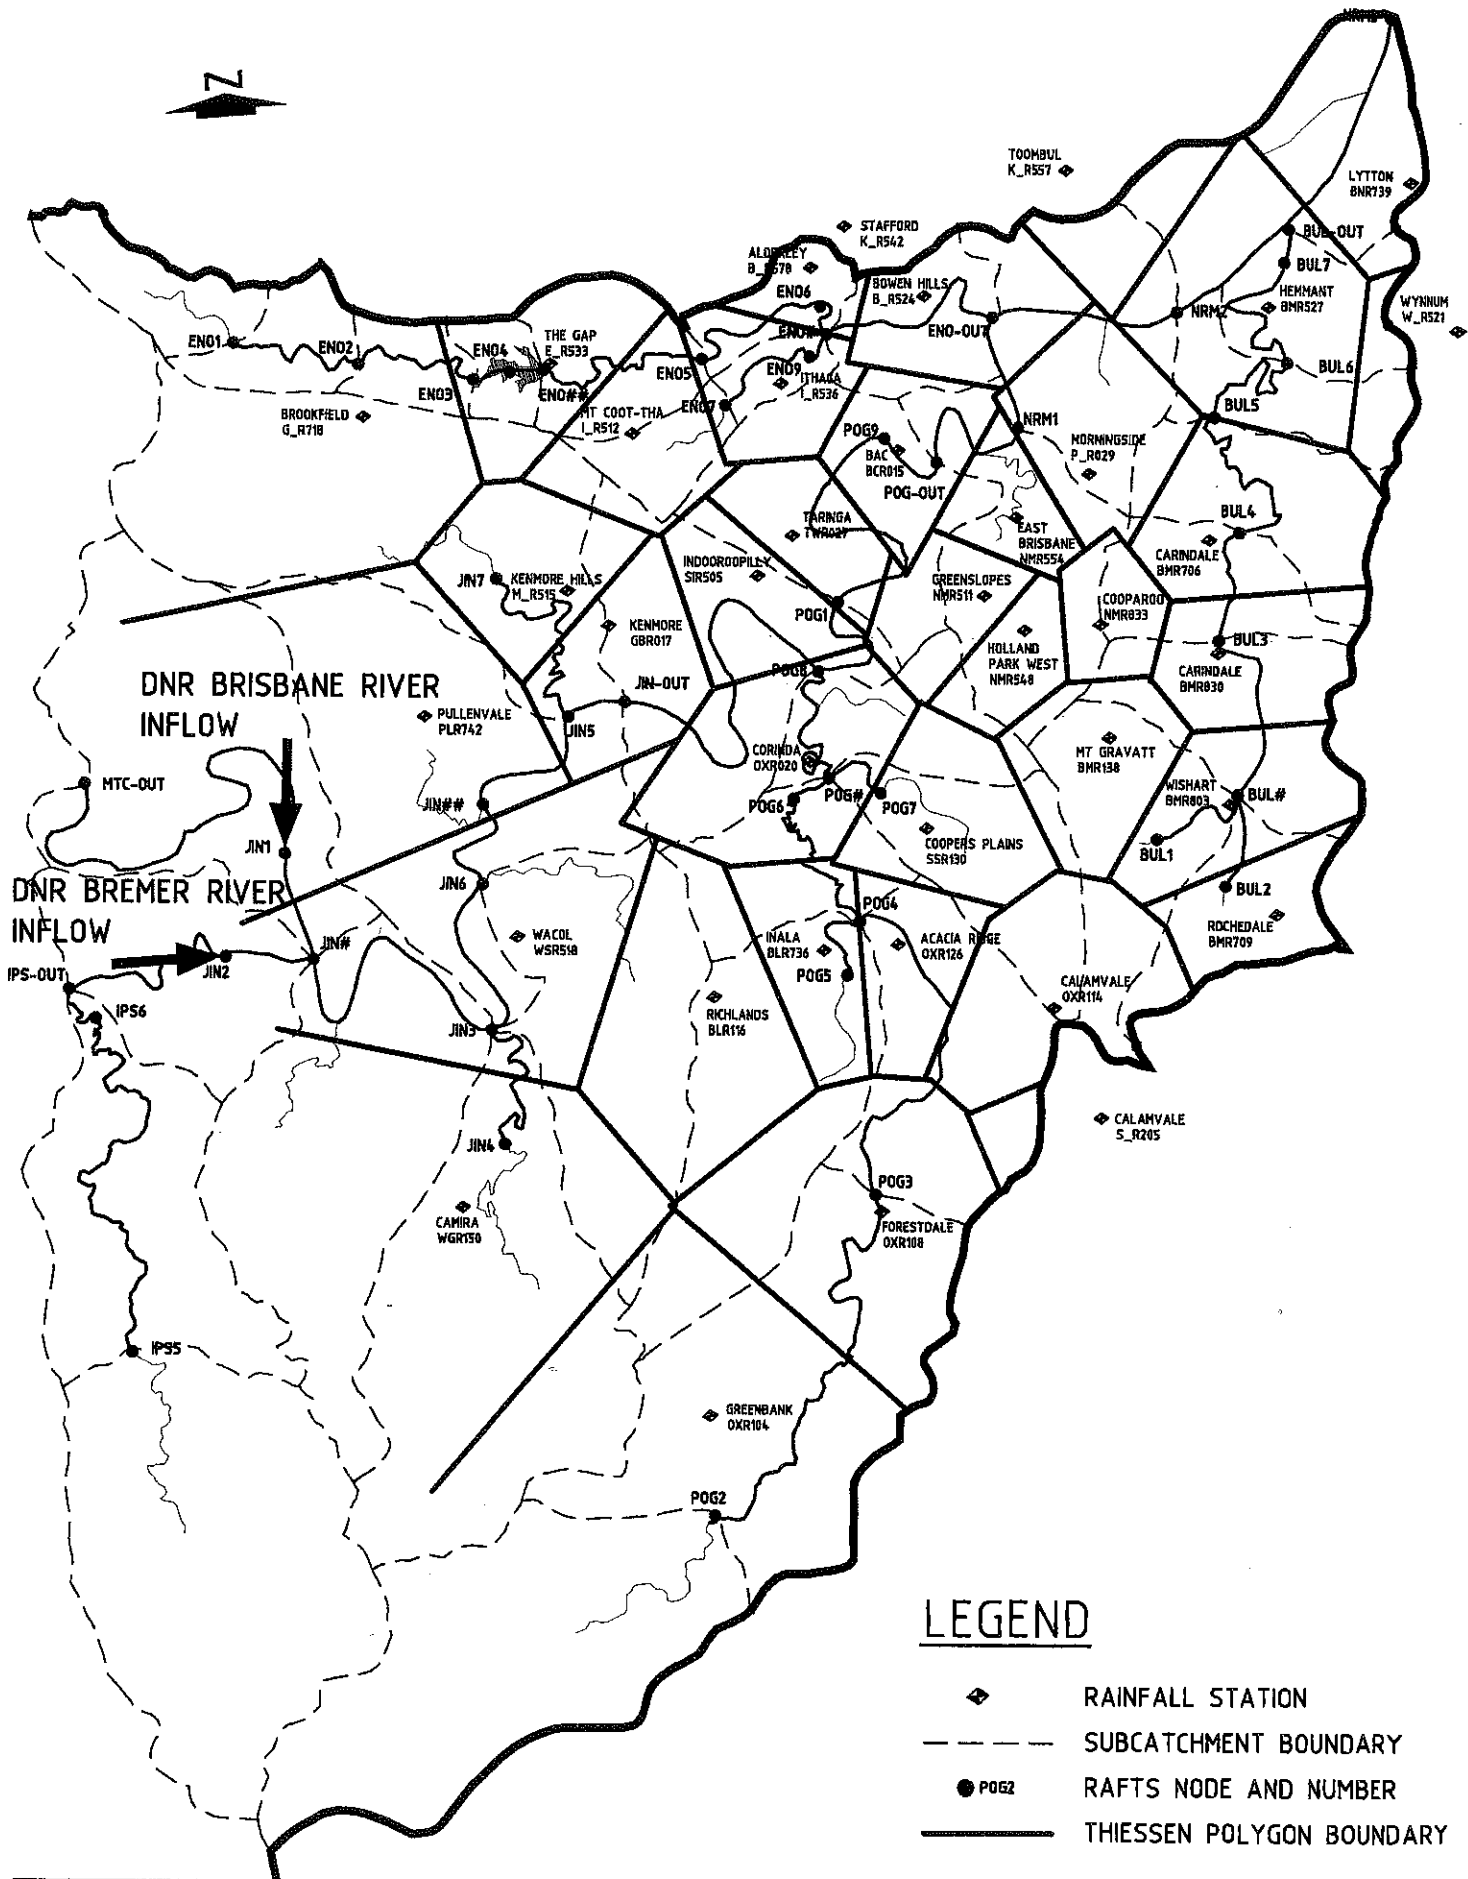 NRM3
N
TOOMBUL
K_R557
LYTTON
BNR739
STAFFORD
K_R542
BUL-OUT
ALDERLEY
B_R578
BUL7
BOWEN HILLS
B_R524
HEMMANT
BMR527
WYNNUM
W_R521
ENO6
NRM2
ENO-OUT
ENO1
ENO2
THE GAP
E_R533
ENO4
ENO5
ENO9
ITHACA
I_R536
BUL6
ENO3
ENO##
BROOKFIELD
G_R718
MT COOT-THA
I_R512
ENO7
BUL5
POG9
NRM1
BAC
BCR015
MORNINGSIDE
P_R029
POG-OUT
BUL4
TARINGA
TWR027
EAST
BRISBANE
NMR554
CARINDALE
BMR706
INDOOROOPILLY
SIR505
JIN7
KENMORE HILLS
M_R515
GREENSLOPES
NMR511
COOPAROO
NMR833
POG1
KENMORE
GBR017
HOLLAND
PARK WEST
NMR548
BUL3
CARINDALE
BMR830
POG8
DNR BRISBANE RIVER
INFLOW
JIN-OUT
PULLENVALE
PLR742
JIN5
CORINDA
OXR020
MT GRAVATT
BMR138
MTC-OUT
WISHART
BMR803
BUL#
JIN##
POG6
POG#
POG7
JIN1
COOPERS PLAINS
SSR130
BUL1
DNR BREMER RIVER
INFLOW
JIN6
BUL2
POG4
ROCHEDALE
BMR709
WACOL
WSR518
INALA
BLR736
ACACIA RIDGE
OXR126
JIN#
IPS-OUT
JIN2
POG5
CALAMVALE
OXR114
IPS6
RICHLANDS
BLR116
JIN3
CALAMVALE
S_R205
JIN4
POG3
CAMIRA
WGR150
FORESTDALE
OXR108
IPS5
GREENBANK
OXR104
POG2
LEGEND
RAINFALL STATION
SUBCATCHMENT BOUNDARY
POG2 RAFTS NODE AND NUMBER
THIESSEN POLYGON BOUNDARY